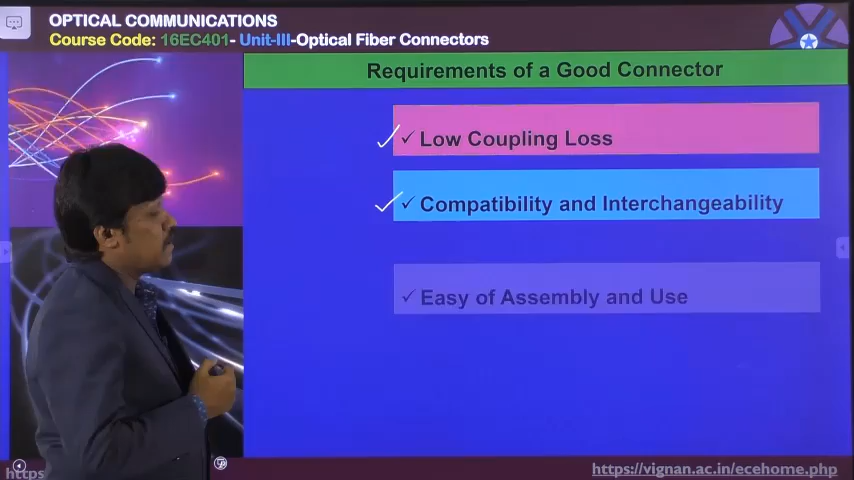 OPTICAL COMMUNICATIONS
Course Code: 16EC401- Unit-III-Optical Fiber Connectors
Requirements of a Good Connector
✓ Low Coupling Loss
✓ Compatibility and Interchangeability
✓ Easy of Assembly and Use
https
https://vignan.ac.in/ecehome.php